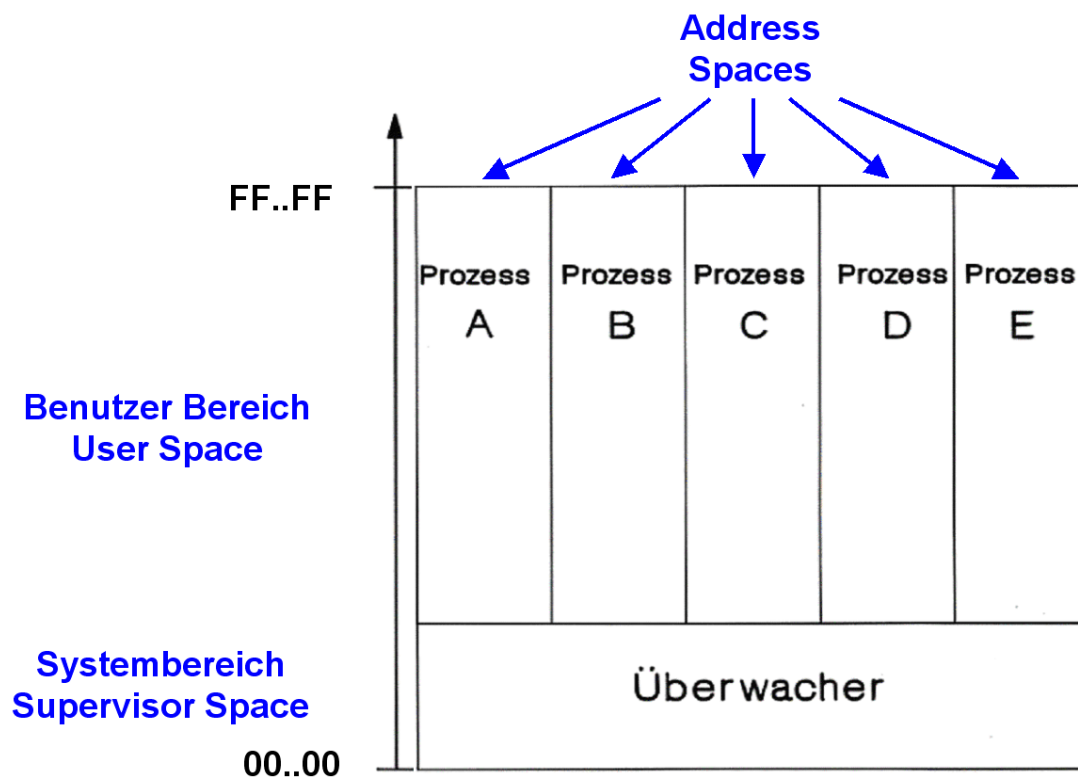 Address
Spaces
FF..FF
Prozess Prozess Prozess Prozess Prozess
A B C D E
Benutzer Bereich
User Space
Systembereich
Supervisor Space
Überwacher
00..00